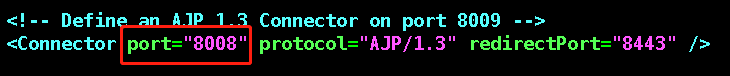 <!-- Define an AJP 1.3 Connector on port 8009 -->
<Connector port="8008" protocol="AJP/1.3" redirectPort="8443" />